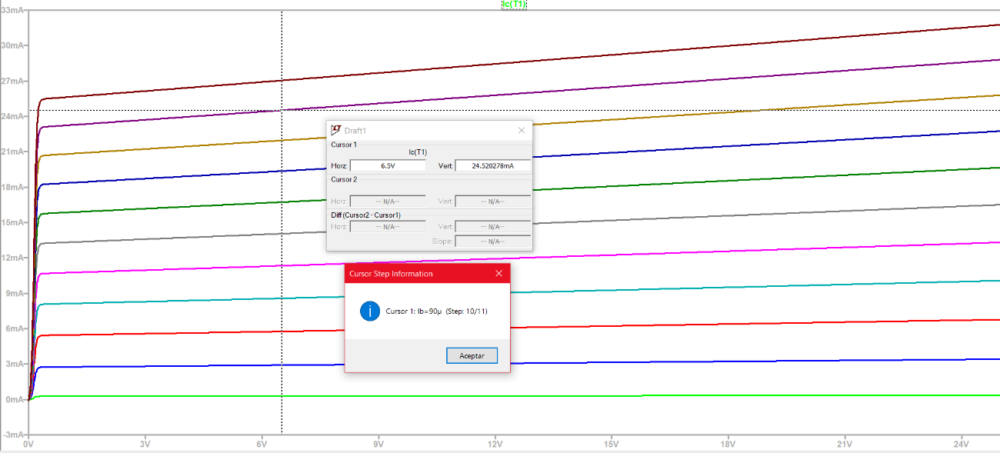 Ic(T1)
33mA
30mA
27mA
24mA
21mA
18mA
15mA
12mA
9mA
6mA
3mA
0mA
-3mA
Draft1
Cursor 1
Ic(T1)
Horz: 6.5V Vert: 24.520278mA
Cursor 2
Horz: -- N/A-- Vert: -- N/A--
Diff (Cursor2 - Cursor1)
Horz: -- N/A-- Vert: -- N/A--
Slope: -- N/A--
Cursor Step Information
i
Cursor 1: Ib=90µ (Step: 10/11)
Aceptar
0V 3V 6V 9V 12V 15V 18V 21V 24V